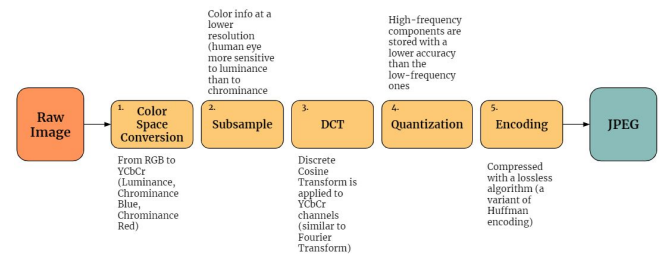 Color info at a
lower
resolution
(human eye
more sensitive
to luminance
than to
chrominance
High-frequency
components are
stored with a
lower accuracy
than the
low-frequency
ones
Raw
Image
1.
Color
Space
Conversion
2.
Subsample
3.
DCT
4.
Quantization
5.
Encoding
JPEG
From RGB to
YCbCr
(Luminance,
Chrominance
Blue,
Chrominance
Red)
Discrete
Cosine
Transform is
applied to
YCbCr
channels
(similar to
Fourier
Transform)
Compressed
with a lossless
algorithm (a
variant of
Huffman
encoding)